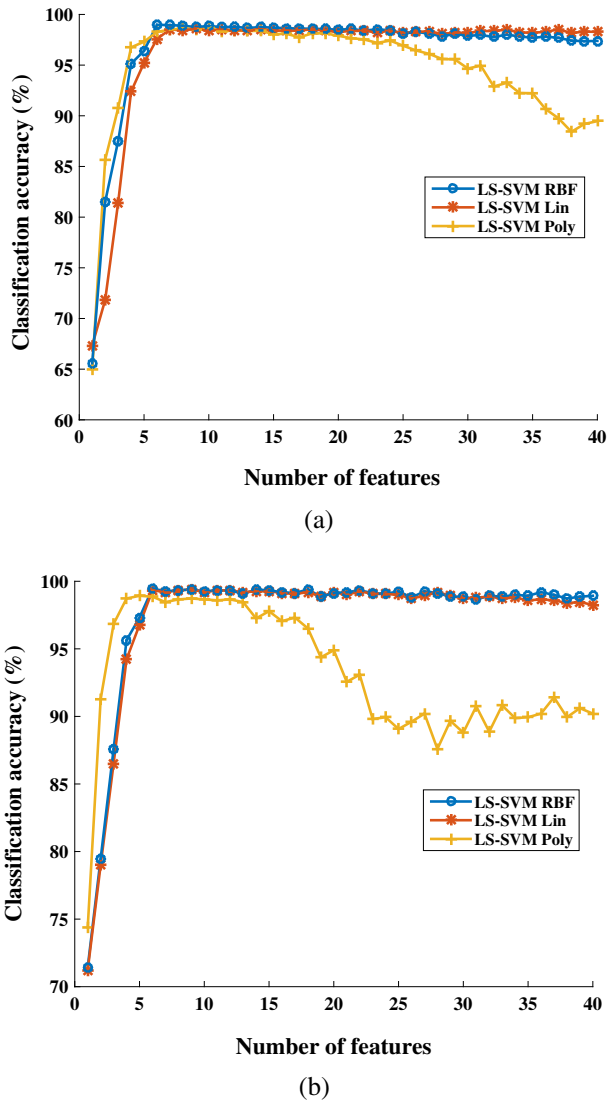 100
95
90
85
80
75
70
65
60
Classification accuracy (%)
LS-SVM RBF
LS-SVM Lin
LS-SVM Poly
0 5 10 15 20 25 30 35 40
Number of features
(a)
100
95
90
85
80
75
70
Classification accuracy (%)
LS-SVM RBF
LS-SVM Lin
LS-SVM Poly
0 5 10 15 20 25 30 35 40
Number of features
(b)